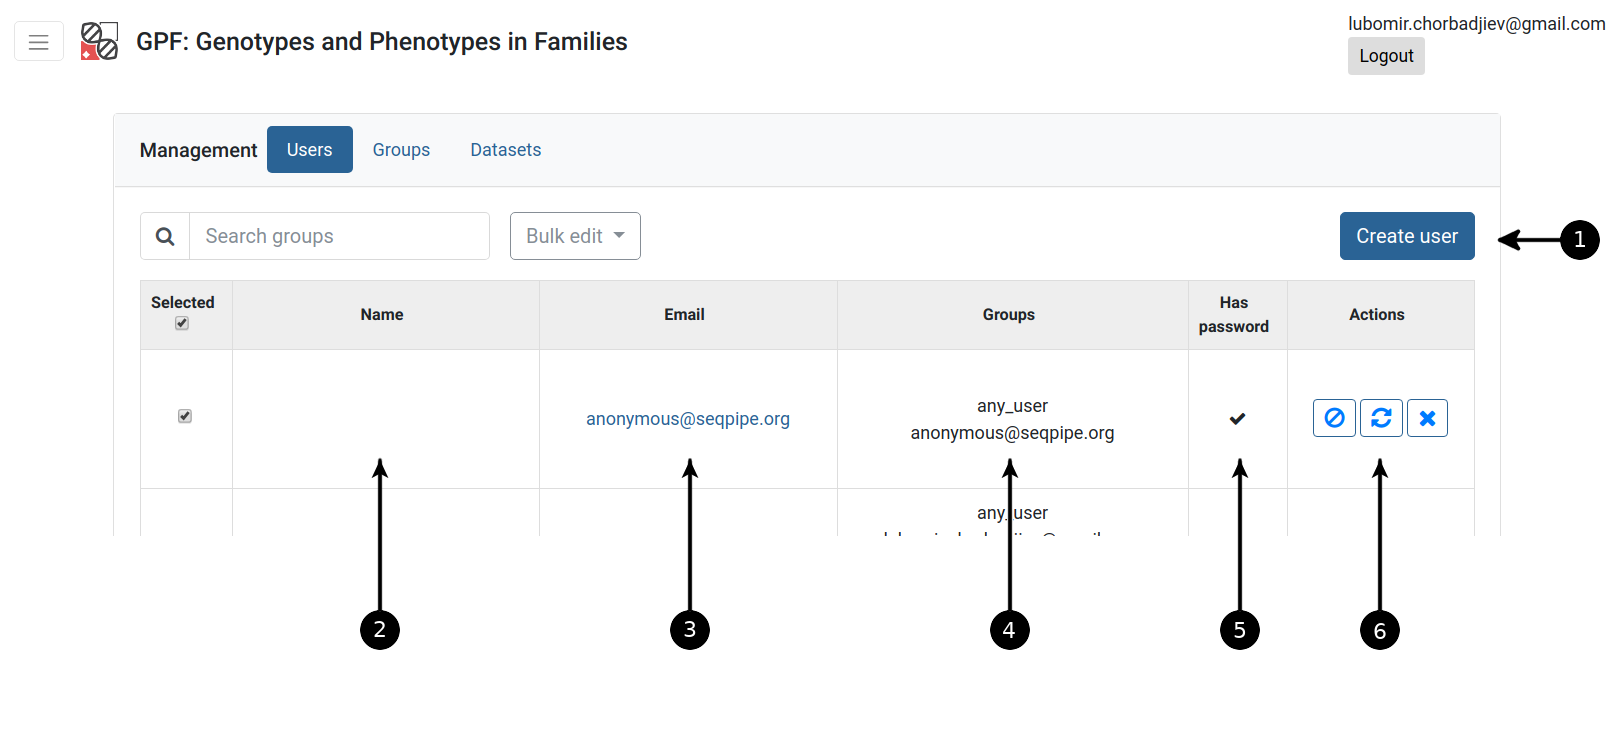 GPF: Genotypes and Phenotypes in Families
lubomir.chorbadjiev@gmail.com
Logout
Management Users Groups Datasets
Search groups Bulk edit Create user 1
Selected Name Email Groups Has password Actions
anonymous@seqpipe.org
any_user
anonymous@seqpipe.org
any_user
2 3 4 5 6